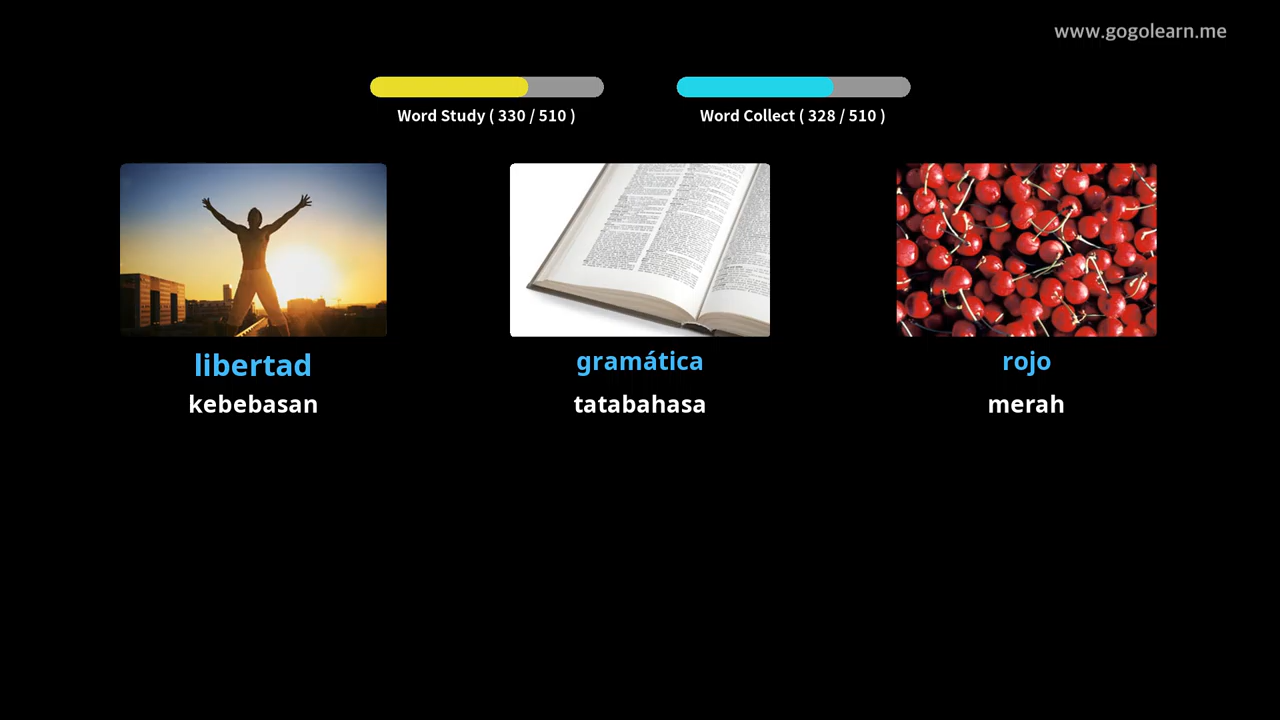 www.gogolearn.me
Word Study ( 330 / 510 )
Word Collect ( 328 / 510 )
libertad
gramática
rojo
kebebasan
tatabahasa
merah